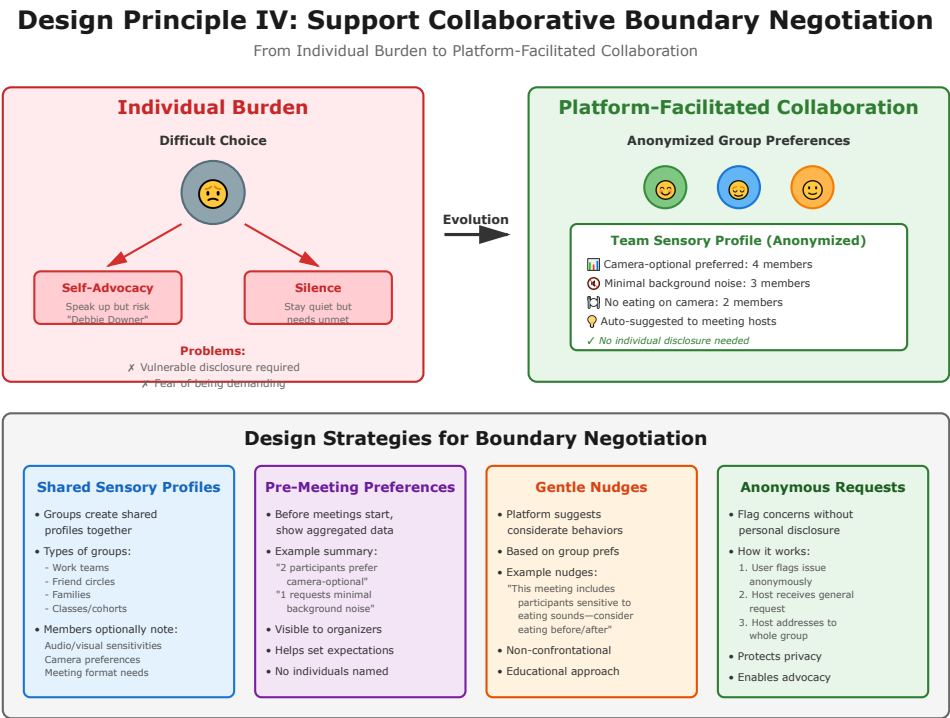 Design Principle IV: Support Collaborative Boundary Negotiation
From Individual Burden to Platform-Facilitated Collaboration
Individual Burden
Difficult Choice
Self-Advocacy
Speak up but risk
"Debbie Downer"
Silence
Stay quiet but
needs unmet
Problems:
✗ Vulnerable disclosure required
✗ Fear of being demanding
Evolution
Platform-Facilitated Collaboration
Anonymized Group Preferences
Team Sensory Profile (Anonymized)
Camera-optional preferred: 4 members
Minimal background noise: 3 members
No eating on camera: 2 members
Auto-suggested to meeting hosts
✓ No individual disclosure needed
Design Strategies for Boundary Negotiation
Shared Sensory Profiles
• Groups create shared
profiles together
• Types of groups:
- Work teams
- Friend circles
- Families
- Classes/cohorts
• Members optionally note:
Audio/visual sensitivities
Camera preferences
Meeting format needs
Pre-Meeting Preferences
• Before meetings start,
show aggregated data
• Example summary:
"2 participants prefer
camera-optional"
"1 requests minimal
background noise"
• Visible to organizers
• Helps set expectations
• No individuals named
Gentle Nudges
• Platform suggests
considerate behaviors
• Based on group prefs
• Example nudges:
"This meeting includes
participants sensitive to
eating sounds—consider
eating before/after"
• Non-confrontational
• Educational approach
Anonymous Requests
• Flag concerns without
personal disclosure
• How it works:
1. User flags issue
anonymously
2. Host receives general
request
3. Host addresses to
whole group
• Protects privacy
• Enables advocacy